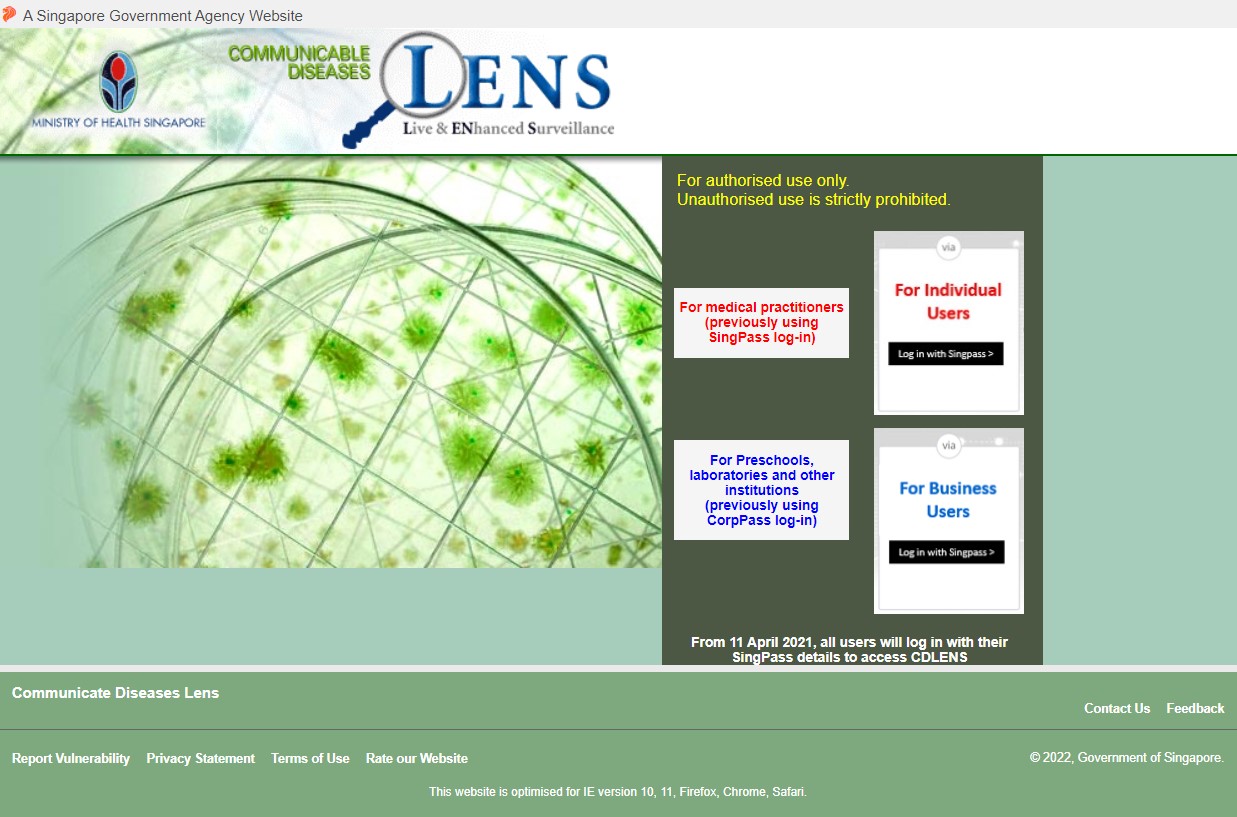 A Singapore Government Agency Website
MINISTRY OF HEALTH SINGAPORE
COMMUNICABLE
DISEASES
LENS
Live & ENhanced Surveillance
For authorised use only.
Unauthorised use is strictly prohibited.
For medical practitioners
(previously using
SingPass log-in)
via
For Individual
Users
Log in with Singpass >
For Preschools,
laboratories and other
institutions
(previously using
CorpPass log-in)
via
For Business
Users
Log in with Singpass >
From 11 April 2021, all users will log in with their
SingPass details to access CDLENS
Communicate Diseases Lens
Contact Us Feedback
Report Vulnerability Privacy Statement Terms of Use Rate our Website
© 2022, Government of Singapore.
This website is optimised for IE version 10, 11, Firefox, Chrome, Safari.